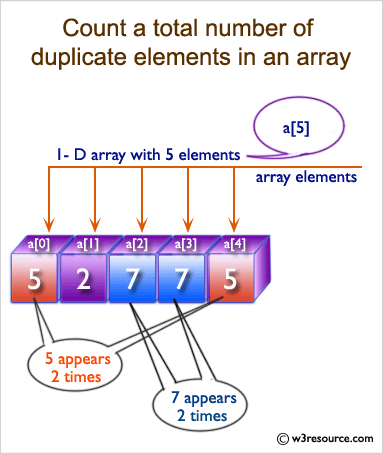 Count a total number of
duplicate elements in an array
a[5]
1- D array with 5 elements
array elements
a[0] a[1] a[2] a[3] a[4]
5 2 7 7 5
5 appears
2 times
7 appears
2 times
© w3resource.com